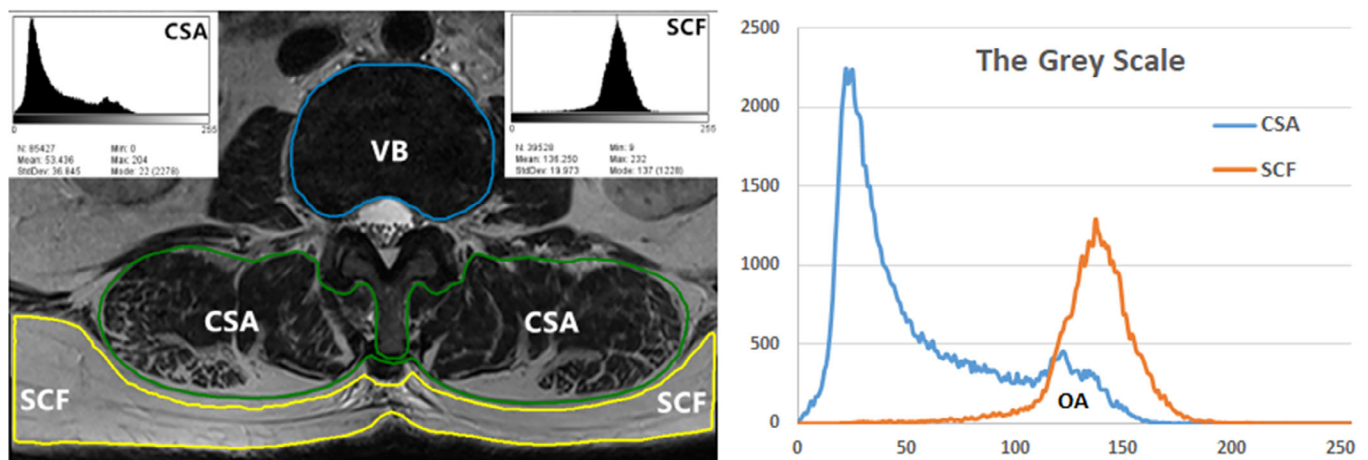 CSA
0 255
N: 85427 Min: 0
Mean: 53.436 Max: 204
StdDev: 36.845 Mode: 22 (2278)
SCF
0 255
N: 39528 Min: 9
Mean: 136.250 Max: 232
StdDev: 19.973 Mode: 137 (1228)
VB
CSA CSA
SCF SCF
The Grey Scale
2500
2000
1500
1000
500
0
CSA
SCF
OA
0 50 100 150 200 250